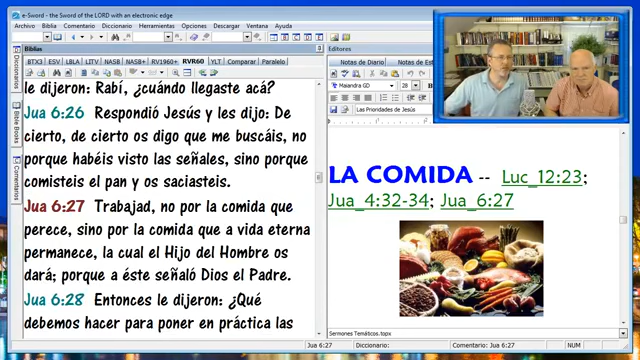 e-Sword - the Sword of the LORD with an electronic edge
Archivo Biblia Comentario Diccionario Herramientas Opciones Descargar Ventana Ayuda
Biblias
BTX3 ESV LBLA LITV NASB NASB+ RV1960+ RVR60 YLT Comparar Paralelo
Diccionarios
Bible Books
Comentarios
le dijeron: Rabí, ¿cuándo llegaste acá?
Jua 6:26 Respondió Jesús y les dijo: De
cierto, de cierto os digo que me buscáis, no
porque habéis visto las señales, sino porque
comisteis el pan y os saciasteis.
Jua 6:27 Trabajad, no por la comida que
perece, sino por la comida que a vida eterna
permanece, la cual el Hijo del Hombre os
dará; porque a éste señaló Dios el Padre.
Jua 6:28 Entonces le dijeron: ¿Qué
debemos hacer para poner en práctica las
Editores
Notas de Diario
Notas de Estudio
Maiandra GD 28
Las Prioridades de Jesús
LA COMIDA -- Luc_12:23;
Jua_4:32-34; Jua_6:27
Sermones Temáticos.topx
Jua 6:27 Diccionario: Comentario: Jua 6:27 NUM INS